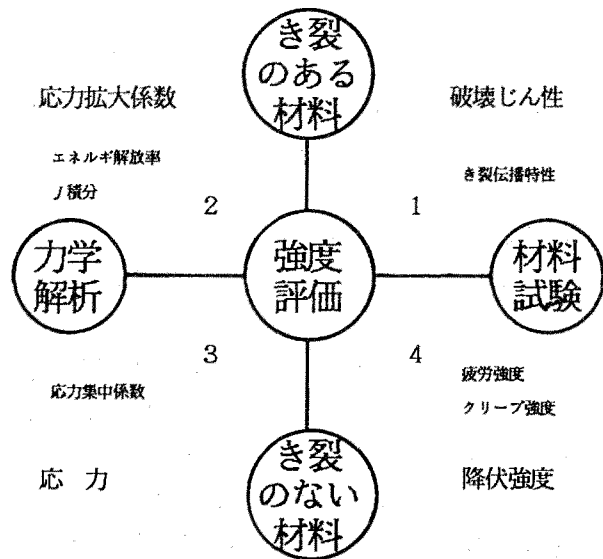 き裂
のある
材料
応力拡大係数
破壊じん性
エネルギ解放率
J積分
き裂伝播特性
2
1
力学
解析
強度
評価
材料
試験
3
4
応力集中係数
疲労強度
クリープ強度
き裂
のない
材料
応 力
降伏強度